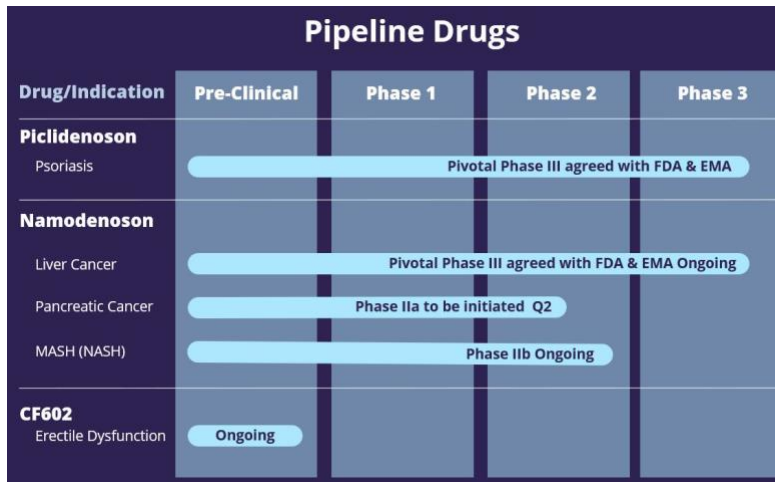 Pipeline Drugs
Drug/Indication Pre-Clinical Phase 1 Phase 2 Phase 3
Piclidenoson
Psoriasis Pivotal Phase III agreed with FDA & EMA
Namodenoson
Liver Cancer Pivotal Phase III agreed with FDA & EMA Ongoing
Pancreatic Cancer Phase IIa to be initiated Q2
MASH (NASH) Phase IIb Ongoing
CF602
Erectile Dysfunction Ongoing